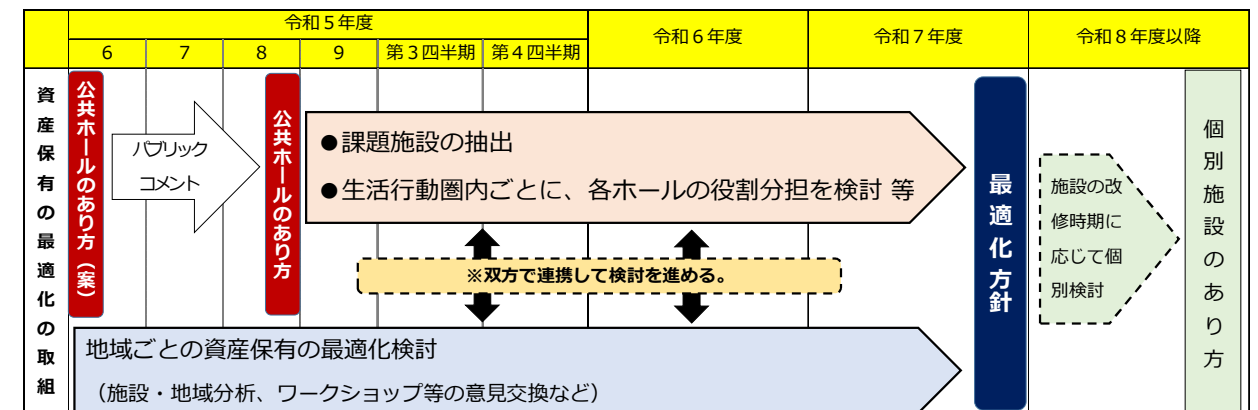 令和５年度
令和６年度
令和７年度
令和８年度以降
6
7
8
9
第３四半期
第４四半期
資産保有の最適化の取組
公共ホールのあり方（案）
パブリック
コメント
公共ホールのあり方
●課題施設の抽出
●生活行動圏内ごとに、各ホールの役割分担を検討 等
※双方で連携して検討を進める。
地域ごとの資産保有の最適化検討
（施設・地域分析、ワークショップ等の意見交換など）
最適化方針
施設の改
修時期に
応じて個
別検討
個別施設のあり方